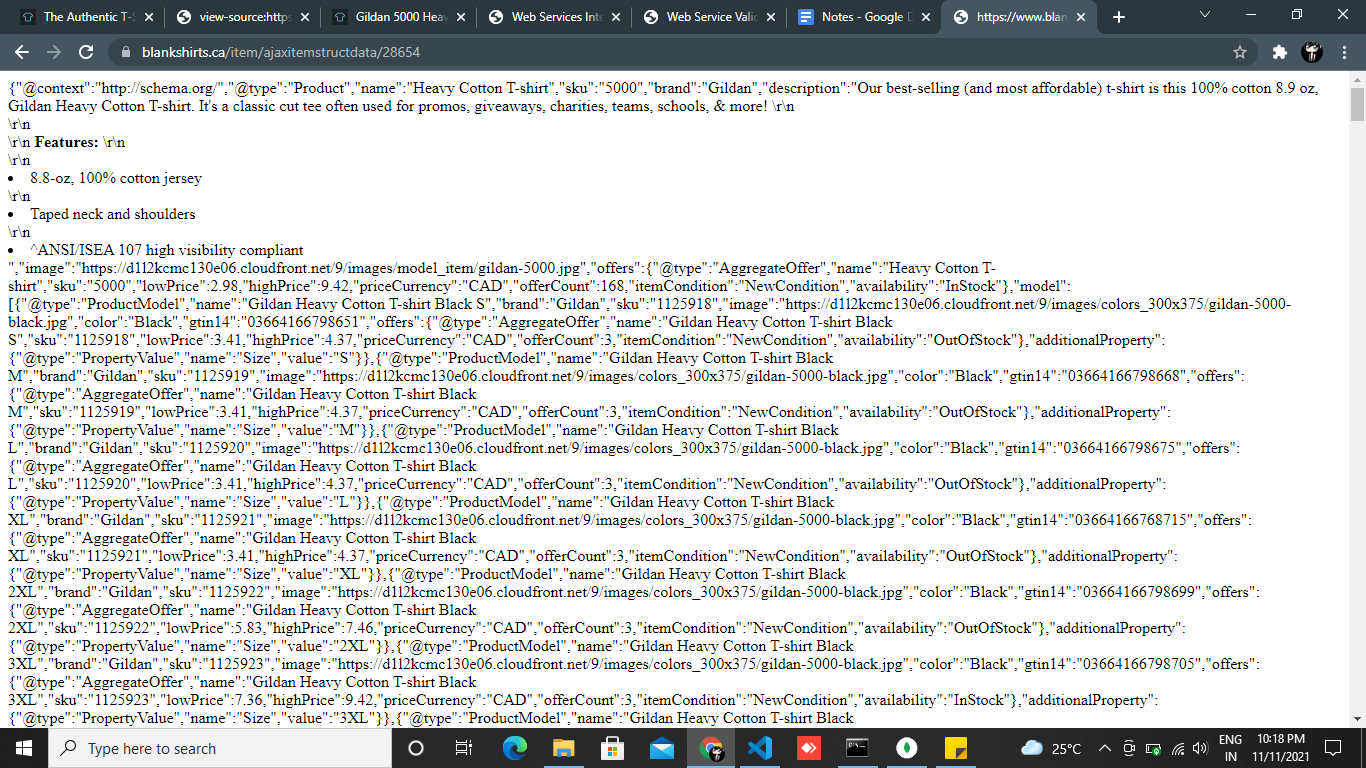 The Authentic T-S
view-source:https
Gildan 5000 Heav
Web Services Inte
Web Service Valid
Notes - Google D
https://www.blan
blankshirts.ca/item/ajaxitemstructdata/28654
{"@context":"http://schema.org/","@type":"Product","name":"Heavy Cotton T-shirt","sku":"5000","brand":"Gildan","description":"Our best-selling (and most affordable) t-shirt is this 100% cotton 8.9 oz,
Gildan Heavy Cotton T-shirt. It's a classic cut tee often used for promos, giveaways, charities, teams, schools, & more! \r\n
\r\n
\r\n Features: \r\n
\r\n
• 8.8-oz, 100% cotton jersey
\r\n
• Taped neck and shoulders
\r\n
• ^ANSI/ISEA 107 high visibility compliant
","image":"https://d1l2kcmc130e06.cloudfront.net/9/images/model_item/gildan-5000.jpg","offers":{"@type":"AggregateOffer","name":"Heavy Cotton T-
shirt","sku":"5000","lowPrice":2.98,"highPrice":9.42,"priceCurrency":"CAD","offerCount":168,"itemCondition":"NewCondition","availability":"InStock"},"model":
[{"@type":"ProductModel","name":"Gildan Heavy Cotton T-shirt Black S","brand":"Gildan","sku":"1125918","image":"https://d1l2kcmc130e06.cloudfront.net/9/images/colors_300x375/gildan-5000-
black.jpg","color":"Black","gtin14":"03664166798651","offers":{"@type":"AggregateOffer","name":"Gildan Heavy Cotton T-shirt Black
S","sku":"1125918","lowPrice":3.41,"highPrice":4.37,"priceCurrency":"CAD","offerCount":3,"itemCondition":"NewCondition","availability":"OutOfStock"},"additionalProperty":
{"@type":"PropertyValue","name":"Size","value":"S"}},{"@type":"ProductModel","name":"Gildan Heavy Cotton T-shirt Black
M","brand":"Gildan","sku":"1125919","image":"https://d1l2kcmc130e06.cloudfront.net/9/images/colors_300x375/gildan-5000-black.jpg","color":"Black","gtin14":"03664166798668","offers":
{"@type":"AggregateOffer","name":"Gildan Heavy Cotton T-shirt Black
M","sku":"1125919","lowPrice":3.41,"highPrice":4.37,"priceCurrency":"CAD","offerCount":3,"itemCondition":"NewCondition","availability":"OutOfStock"},"additionalProperty":
{"@type":"PropertyValue","name":"Size","value":"M"}},{"@type":"ProductModel","name":"Gildan Heavy Cotton T-shirt Black
L","brand":"Gildan","sku":"1125920","image":"https://d1l2kcmc130e06.cloudfront.net/9/images/colors_300x375/gildan-5000-black.jpg","color":"Black","gtin14":"03664166798675","offers":
{"@type":"AggregateOffer","name":"Gildan Heavy Cotton T-shirt Black
L","sku":"1125920","lowPrice":3.41,"highPrice":4.37,"priceCurrency":"CAD","offerCount":3,"itemCondition":"NewCondition","availability":"OutOfStock"},"additionalProperty":
{"@type":"PropertyValue","name":"Size","value":"L"}},{"@type":"ProductModel","name":"Gildan Heavy Cotton T-shirt Black
XL","brand":"Gildan","sku":"1125921","image":"https://d1l2kcmc130e06.cloudfront.net/9/images/colors_300x375/gildan-5000-black.jpg","color":"Black","gtin14":"03664166768715","offers":
{"@type":"AggregateOffer","name":"Gildan Heavy Cotton T-shirt Black
XL","sku":"1125921","lowPrice":3.41,"highPrice":4.37,"priceCurrency":"CAD","offerCount":3,"itemCondition":"NewCondition","availability":"OutOfStock"},"additionalProperty":
{"@type":"PropertyValue","name":"Size","value":"XL"}},{"@type":"ProductModel","name":"Gildan Heavy Cotton T-shirt Black
2XL","brand":"Gildan","sku":"1125922","image":"https://d1l2kcmc130e06.cloudfront.net/9/images/colors_300x375/gildan-5000-black.jpg","color":"Black","gtin14":"03664166798699","offers":
{"@type":"AggregateOffer","name":"Gildan Heavy Cotton T-shirt Black
2XL","sku":"1125922","lowPrice":5.83,"highPrice":7.46,"priceCurrency":"CAD","offerCount":3,"itemCondition":"NewCondition","availability":"OutOfStock"},"additionalProperty":
{"@type":"PropertyValue","name":"Size","value":"2XL"}},{"@type":"ProductModel","name":"Gildan Heavy Cotton T-shirt Black
3XL","brand":"Gildan","sku":"1125923","image":"https://d1l2kcmc130e06.cloudfront.net/9/images/colors_300x375/gildan-5000-black.jpg","color":"Black","gtin14":"03664166798705","offers":
{"@type":"AggregateOffer","name":"Gildan Heavy Cotton T-shirt Black
3XL","sku":"1125923","lowPrice":7.36,"highPrice":9.42,"priceCurrency":"CAD","offerCount":3,"itemCondition":"NewCondition","availability":"InStock"},"additionalProperty":
{"@type":"PropertyValue","name":"Size","value":"3XL"}},{"@type":"ProductModel","name":"Gildan Heavy Cotton T-shirt Black
Type here to search
25°C
ENG
IN
10:18 PM
11/11/2021